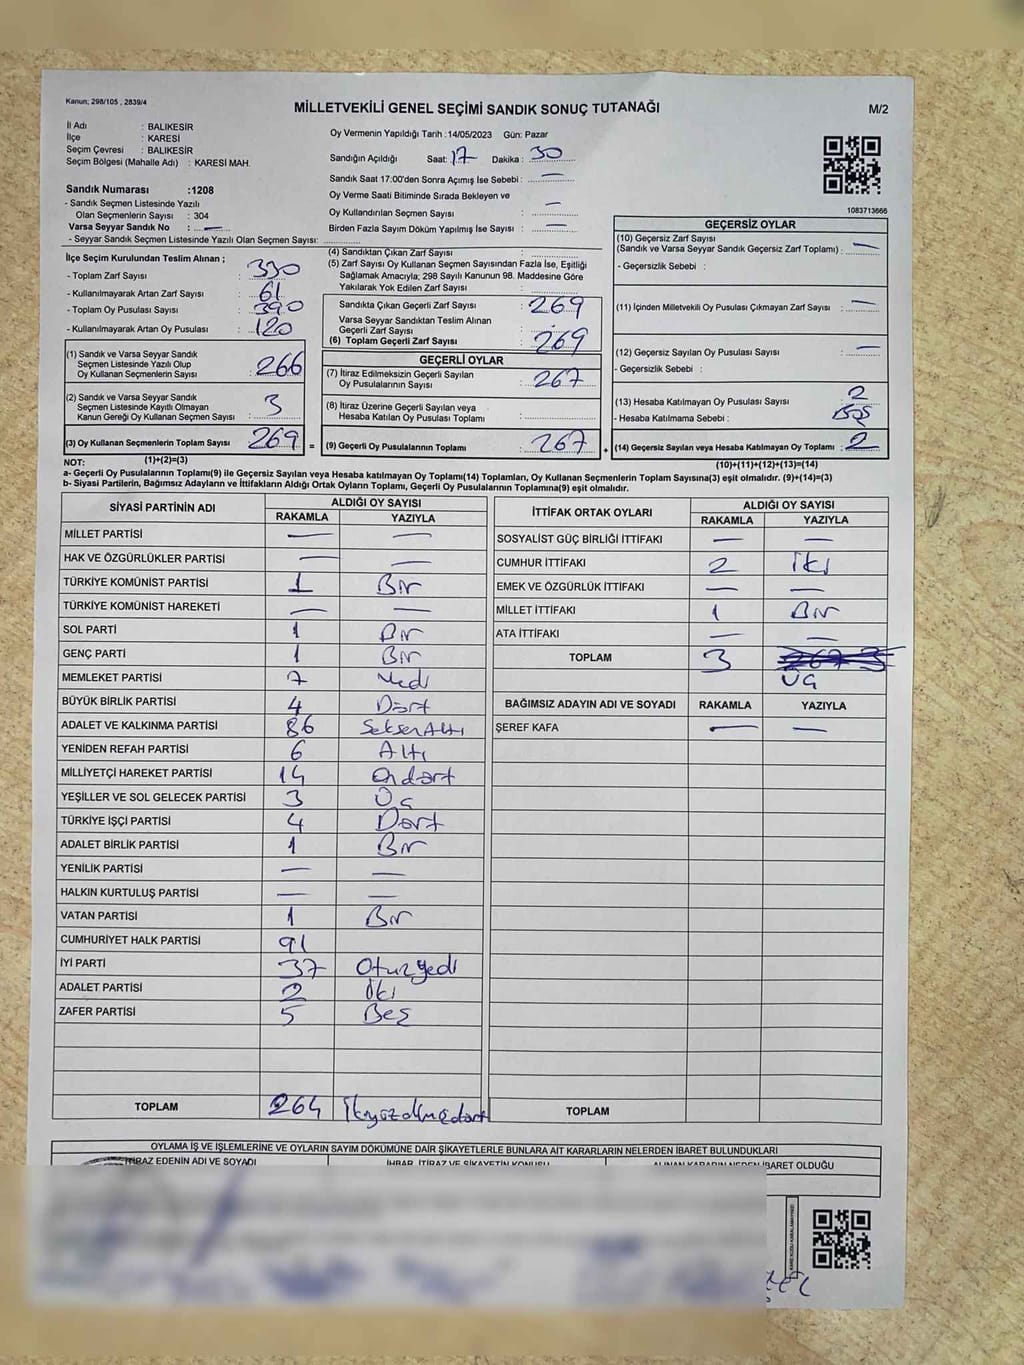 Kanun; 298/105 , 2839/4
MİLLETVEKİLİ GENEL SEÇİMİ SANDIK SONUÇ TUTANAĞI
M/2
İl Adı : BALIKESİR
İlçe : KARESİ
Seçim Çevresi : BALIKESİR
Seçim Bölgesi (Mahalle Adı) : KARESİ MAH.
Sandık Numarası :1208
- Sandık Seçmen Listesinde Yazılı
Olan Seçmenlerin Sayısı : 304
Varsa Seyyar Sandık No : —
- Seyyar Sandık Seçmen Listesinde Yazılı Olan Seçmen Sayısı:
Oy Vermenin Yapıldığı Tarih : 14/05/2023 Gün: Pazar
Sandığın Açıldığı Saat: 17 Dakika : 30
Sandık Saat 17:00'den Sonra Açımış İse Sebebi : —
Oy Verme Saati Bitiminde Sırada Bekleyen ve
Oy Kullandırılan Seçmen Sayısı : —
Birden Fazla Sayım Döküm Yapılmış İse Sayısı : —
1083713666
İlçe Seçim Kurulundan Teslim Alınan ;
- Toplam Zarf Sayısı : 330
- Kullanılmayarak Artan Zarf Sayısı : 61
- Toplam Oy Pusulası Sayısı : 390
- Kullanılmayarak Artan Oy Pusulası : 120
(1) Sandık ve Varsa Seyyar Sandık
Seçmen Listesinde Yazılı Olup
Oy Kullanan Seçmenlerin Sayısı : 266
(2) Sandık ve Varsa Seyyar Sandık
Seçmen Listesinde Kayıtlı Olmayan
Kanun Gereği Oy Kullanan Seçmen Sayısı : 3
(3) Oy Kullanan Seçmenlerin Toplam Sayısı : 269 =
(1)+(2)=(3)
(4) Sandıktan Çıkan Zarf Sayısı :
(5) Zarf Sayısı Oy Kullanan Seçmen Sayısından Fazla İse, Eşitliği
Sağlamak Amacıyla; 298 Sayılı Kanunun 98. Maddesine Göre
Yakılarak Yok Edilen Zarf Sayısı :
Sandıkta Çıkan Geçerli Zarf Sayısı : 269
Varsa Seyyar Sandıktan Teslim Alınan
Geçerli Zarf Sayısı :
(6) Toplam Geçerli Zarf Sayısı : 269
GEÇERLİ OYLAR
(7) İtiraz Edilmeksizin Geçerli Sayılan
Oy Pusulalarının Sayısı : 267
(8) İtiraz Üzerine Geçerli Sayılan veya
Hesaba Katılan Oy Pusulası Toplamı :
(9) Geçerli Oy Pusulalarının Toplamı : 267 +
GEÇERSİZ OYLAR
(10) Geçersiz Zarf Sayısı
(Sandık ve Varsa Seyyar Sandık Geçersiz Zarf Toplamı) : —
- Geçersizlik Sebebi :
(11) İçinden Milletvekili Oy Pusulası Çıkmayan Zarf Sayısı : —
(12) Geçersiz Sayılan Oy Pusulası Sayısı : —
- Geçersizlik Sebebi :
(13) Hesaba Katılmayan Oy Pusulası Sayısı : 2
- Hesaba Katılmama Sebebi : Boş
(14) Geçersiz Sayılan veya Hesaba Katılmayan Oy Toplamı : 2
(10)+(11)+(12)+(13)=(14)
NOT:
a- Geçerli Oy Pusulalarının Toplamı(9) ile Geçersiz Sayılan veya Hesaba katılmayan Oy Toplamı(14) Toplamları, Oy Kullanan Seçmenlerin Toplam Sayısına(3) eşit olmalıdır. (9)+(14)=(3)
b- Siyasi Partilerin, Bağımsız Adayların ve İttifakların Aldığı Ortak Oyların Toplamı, Geçerli Oy Pusulalarının Toplamına(9) eşit olmalıdır.
SİYASİ PARTİNİN ADI ALDIĞI OY SAYISI
RAKAMLA YAZIYLA
MİLLET PARTİSİ — —
HAK VE ÖZGÜRLÜKLER PARTİSİ — —
TÜRKİYE KOMÜNİST PARTİSİ 1 Bir
TÜRKİYE KOMÜNİST HAREKETİ — —
SOL PARTİ 1 Bir
GENÇ PARTİ 1 Bir
MEMLEKET PARTİSİ 7 Yedi
BÜYÜK BİRLİK PARTİSİ 4 Dört
ADALET VE KALKINMA PARTİSİ 86 SeksenAltı
YENİDEN REFAH PARTİSİ 6 Altı
MİLLİYETÇİ HAREKET PARTİSİ 14 Ondört
YEŞİLLER VE SOL GELECEK PARTİSİ 3 Üç
TÜRKİYE İŞÇİ PARTİSİ 4 Dört
ADALET BİRLİK PARTİSİ 1 Bir
YENİLİK PARTİSİ — —
HALKIN KURTULUŞ PARTİSİ — —
VATAN PARTİSİ 1 Bir
CUMHURİYET HALK PARTİSİ 91
İYİ PARTİ 37 Otuzyedi
ADALET PARTİSİ 2 İki
ZAFER PARTİSİ 5 Beş
TOPLAM 264 İkiyüzaltmışdört
İTTİFAK ORTAK OYLARI ALDIĞI OY SAYISI
RAKAMLA YAZIYLA
SOSYALİST GÜÇ BİRLİĞİ İTTİFAKI — —
CUMHUR İTTİFAKI 2 İki
EMEK VE ÖZGÜRLÜK İTTİFAKI — —
MİLLET İTTİFAKI 1 Bir
ATA İTTİFAKI — —
TOPLAM 3 Üç
BAĞIMSIZ ADAYIN ADI VE SOYADI RAKAMLA YAZIYLA
ŞEREF KAFA — —
TOPLAM
OYLAMA İŞ VE İŞLEMLERİNE VE OYLARIN SAYIM DÖKÜMÜNE DAİR ŞİKAYETLERLE BUNLARA AİT KARARLARIN NELERDEN İBARET BULUNDUKLARI
İTİRAZ EDENİN ADI VE SOYADI İHBAR, İTİRAZ VE ŞİKAYETİN KONUSU ALINAN KARARIN NEDEN İBARET OLDUĞU